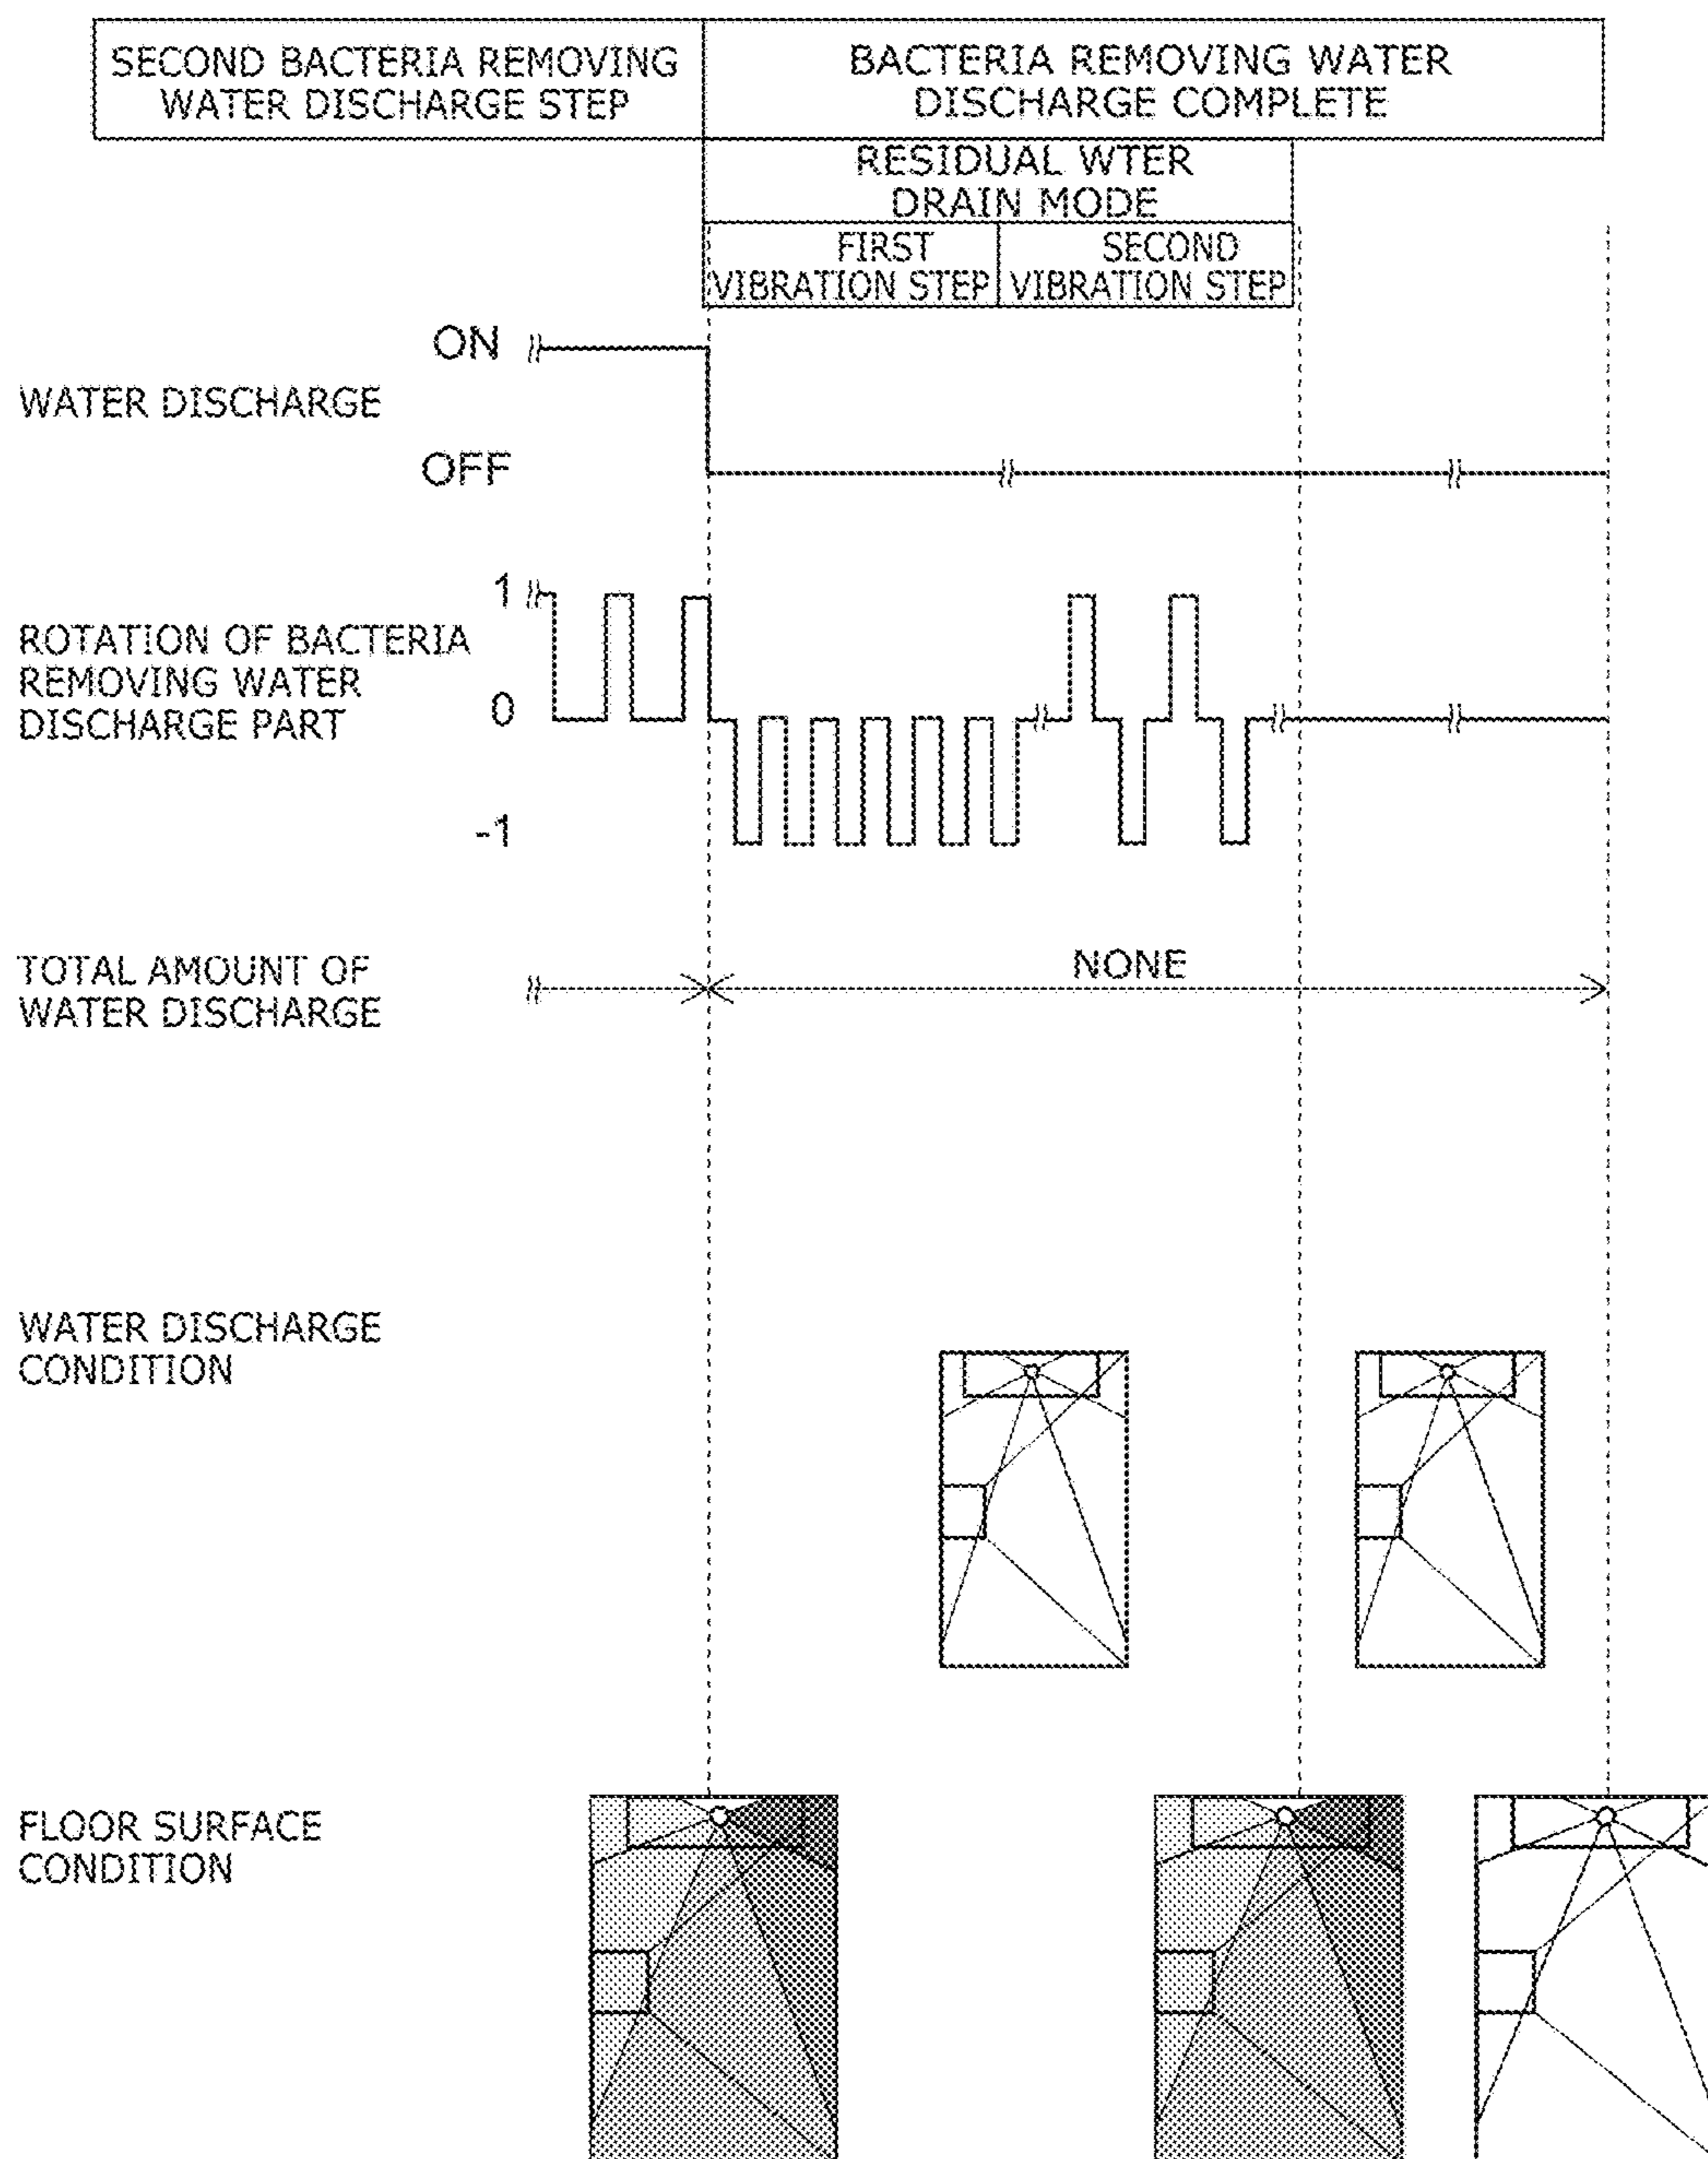 SECOND BACTERIA REMOVING
WATER DISCHARGE STEP
BACTERIA REMOVING WATER
DISCHARGE COMPLETE
RESIDUAL WTER
DRAIN MODE
FIRST
VIBRATION STEP
SECOND
VIBRATION STEP
ON
WATER DISCHARGE
OFF
1
ROTATION OF BACTERIA
REMOVING WATER
DISCHARGE PART
0
-1
TOTAL AMOUNT OF
WATER DISCHARGE
NONE
WATER DISCHARGE
CONDITION
FLOOR SURFACE
CONDITION